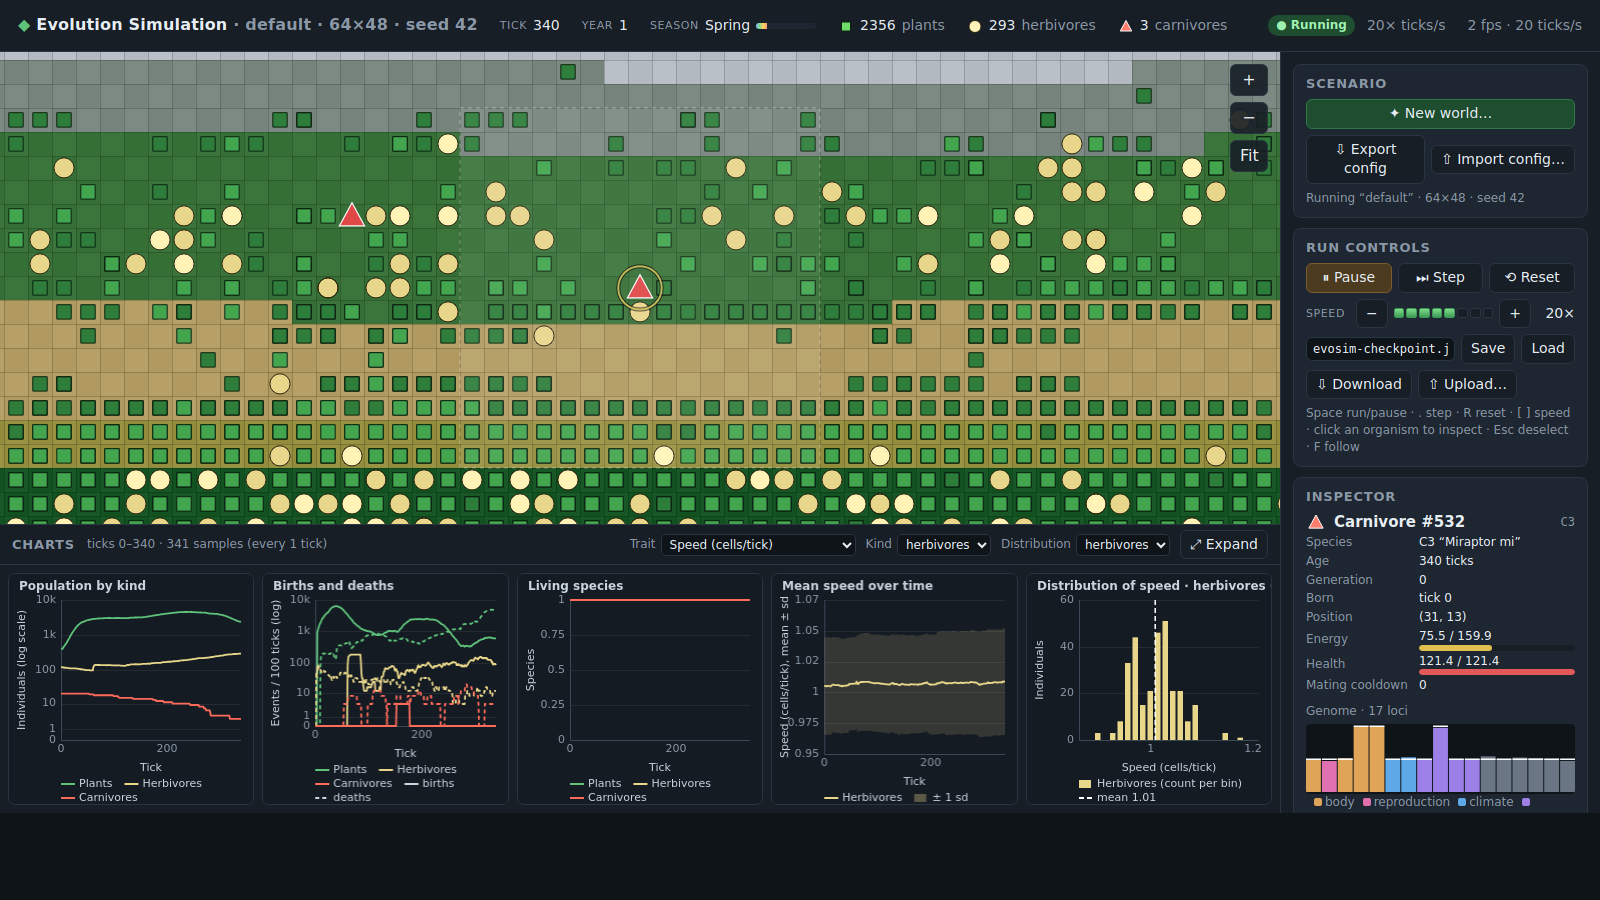 ◆ Evolution Simulation · default · 64×48 · seed 42
TICK 340
YEAR 1
SEASON Spring
2356 plants
293 herbivores
3 carnivores
● Running
20× ticks/s
2 fps · 20 ticks/s
+
−
Fit
SCENARIO
✦ New world…
⇩ Export config
⇧ Import config…
Running “default” · 64×48 · seed 42
RUN CONTROLS
⏸ Pause
⏭ Step
⟲ Reset
SPEED
−
+
20×
evosim-checkpoint.j
Save
Load
⇩ Download
⇧ Upload…
Space run/pause · . step · R reset · [ ] speed
· click an organism to inspect · Esc deselect
· F follow
INSPECTOR
Carnivore #532
C3
Species C3 “Miraptor mi”
Age 340 ticks
Generation 0
Born tick 0
Position (31, 13)
Energy 75.5 / 159.9
Health 121.4 / 121.4
Mating cooldown 0
Genome · 17 loci
body reproduction climate
CHARTS ticks 0–340 · 341 samples (every 1 tick)
Trait Speed (cells/tick)
Kind herbivores
Distribution herbivores
⤢ Expand
Population by kind
Individuals (log scale)
10k
1k
100
10
1
0
0 200
Tick
Plants Herbivores
Carnivores
Births and deaths
Events / 100 ticks (log)
10k
1k
100
10
1
0
0 200
Tick
Plants Herbivores
Carnivores births
deaths
Living species
Species
1
0.75
0.5
0.25
0
0 200
Tick
Plants Herbivores
Carnivores
Mean speed over time
Speed (cells/tick), mean ± sd
1.07
1.05
1.02
1
0.975
0.95
0 200
Tick
Herbivores ± 1 sd
Distribution of speed · herbivores
Individuals
60
40
20
0
1 1.2
Speed (cells/tick)
Herbivores (count per bin)
mean 1.01